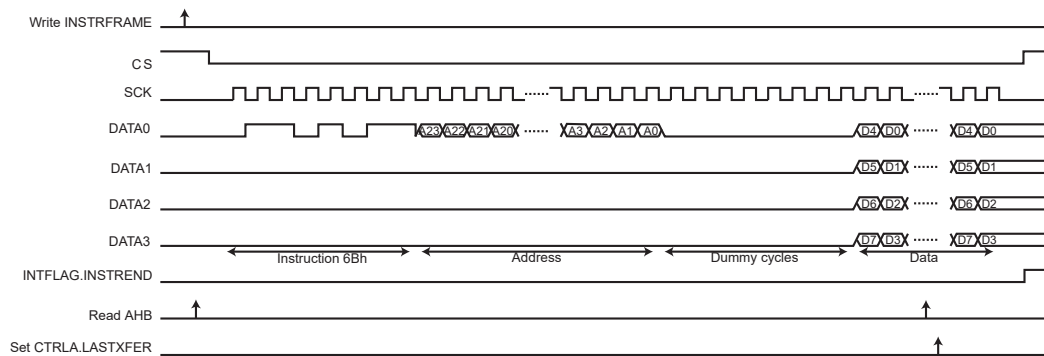 Write INSTRFRAME
CS
SCK
DATA0 A23 A22 A21 A20 ...... A3 A2 A1 A0 D4 D0 ...... D4 D0
DATA1 D5 D1 ...... D5 D1
DATA2 D6 D2 ...... D6 D2
DATA3 D7 D3 ...... D7 D3
Instruction 6Bh Address Dummy cycles Data
INTFLAG.INSTREND
Read AHB
Set CTRLA.LASTXFER